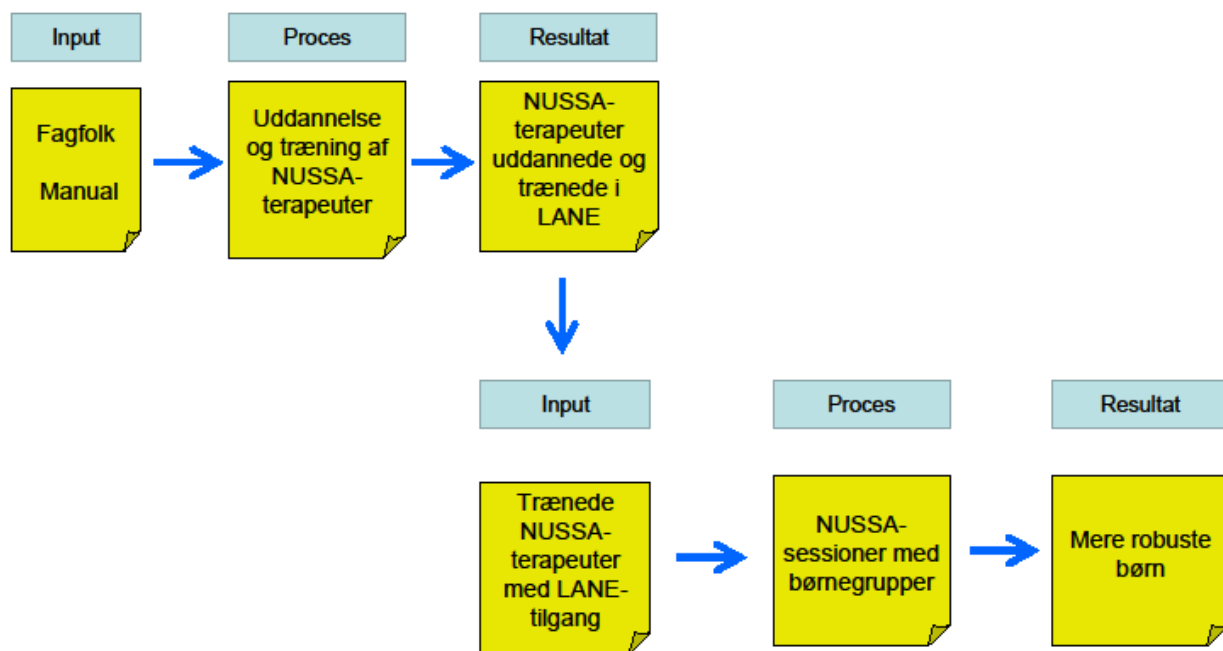 Input
Proces
Resultat
Fagfolk
Manual
Uddannelse
og træning af
NUSSA-
terapeuter
NUSSA-
terapeuter
uddannede og
trænede i
LANE
Input
Proces
Resultat
Trænede
NUSSA-
terapeuter
med LANE-
tilgang
NUSSA-
sessioner med
børnegrupper
Mere robuste
børn